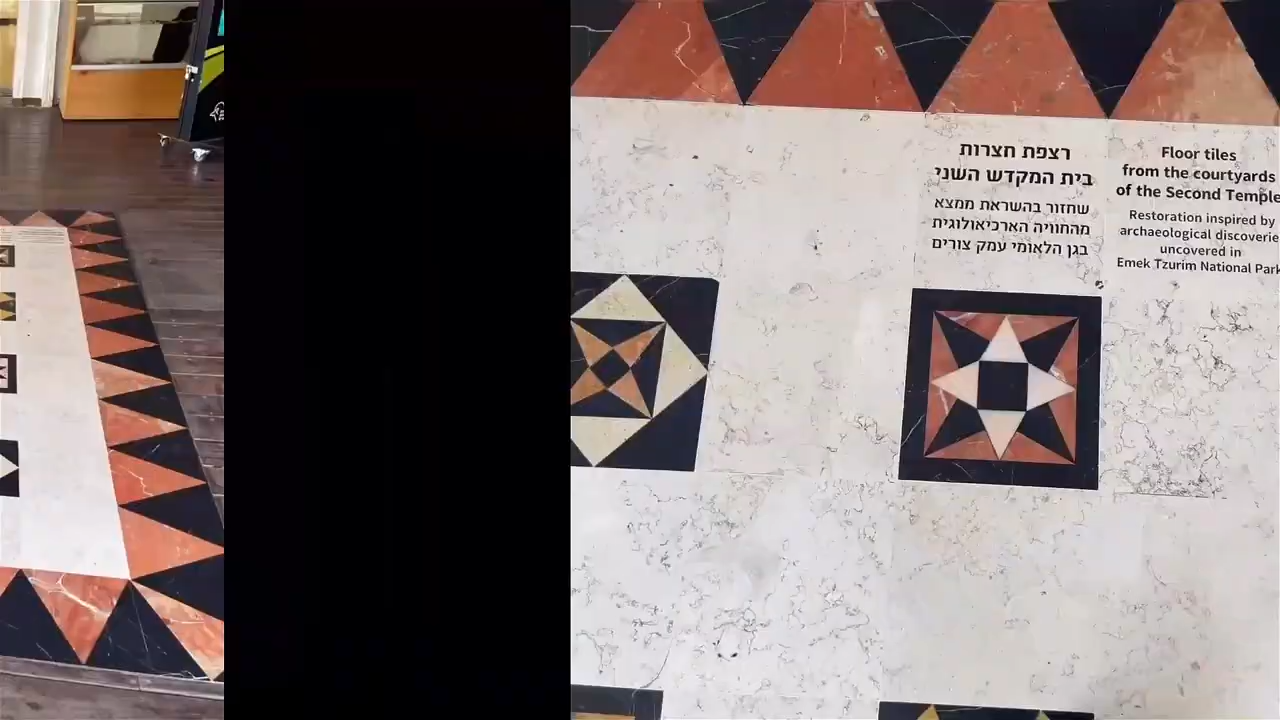 רצפת חצרות
בית המקדש השני
שחזור בהשראת ממצא
מהחוויה הארכיאולוגית
בגן הלאומי עמק צורים
Floor tiles
from the courtyards
of the Second Temple
Restoration inspired by
archaeological discoverie
uncovered in
Emek Tzurim National Park